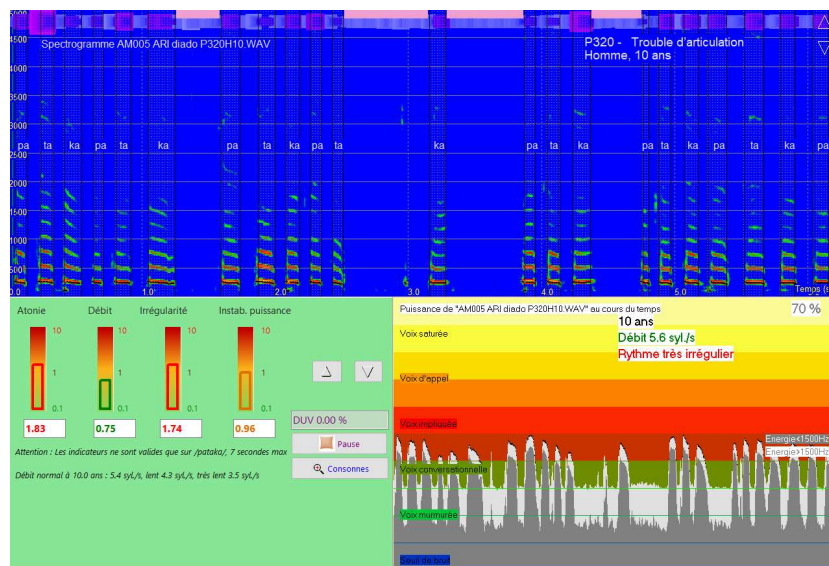 5000
Spectrogramme AM005 ARI diado P320H10.WAV
P320 - Trouble d'articulation
Homme, 10 ans
4500
4000
3500
3000
pa ta ka pa ta ka pa ta ka pa ta ka pa ta ka pa ta ka pa ta ka pa
2500
2000
1500
1000
500
0.0 1.0 2.0 3.0 4.0 5.0 Temps (s
Atonie Débit Irrégularité Instab. puissance
10 10 10 10
1 1 1 1
0.1 0.1 0.1 0.1
1.83 0.75 1.74 0.96
DUV 0.00 %
Pause
Consonnes
Attention : Les indicateurs ne sont valides que sur /pataka/, 7 secondes max
Débit normal à 10.0 ans : 5.4 syl./s, lent 4.3 syl./s, très lent 3.5 syl./s
Puissance de "AM005 ARI diado P320H10.WAV" au cours du temps
70 %
10 ans
Débit 5.6 syl./s
Rythme très irrégulier
Voix saturée
Voix d'appel
Voix impliquée
Energie<1500Hz
Energie>1500Hz
Voix conversationnelle
Voix murmurée
Seuil de bruit